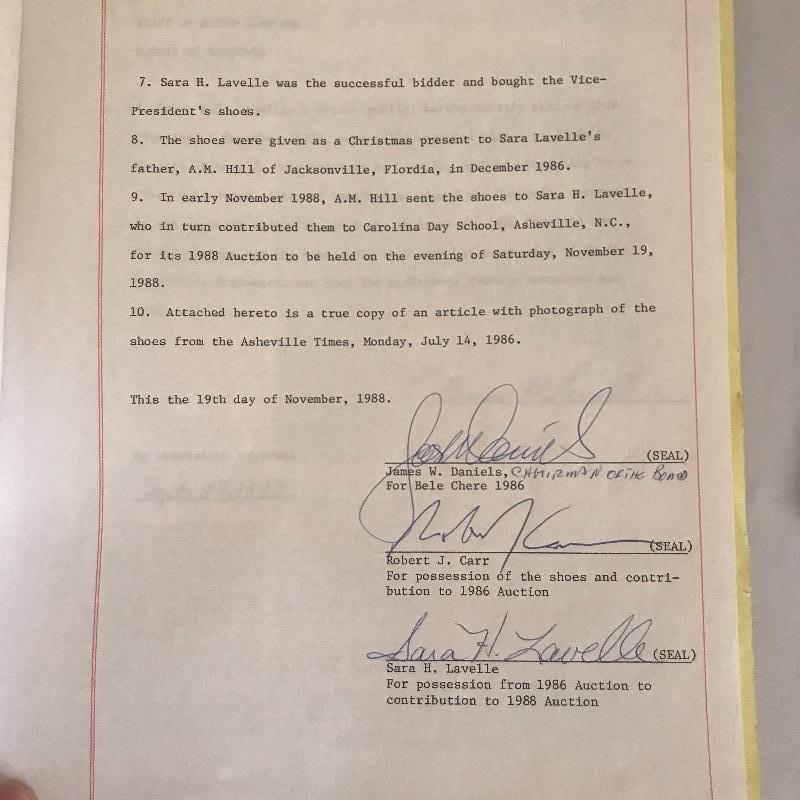 7. Sara H. Lavelle was the successful bidder and bought the Vice-
President's shoes.
8. The shoes were given as a Christmas present to Sara Lavelle's
father, A.M. Hill of Jacksonville, Flordia, in December 1986.
9. In early November 1988, A.M. Hill sent the shoes to Sara H. Lavelle,
who in turn contributed them to Carolina Day School, Asheville, N.C.,
for its 1988 Auction to be held on the evening of Saturday, November 19,
1988.
10. Attached hereto is a true copy of an article with photograph of the
shoes from the Asheville Times, Monday, July 14, 1986.
This the 19th day of November, 1988.
(SEAL)
James W. Daniels, CHAIRMAN OF THE BOARD
For Bele Chere 1986
(SEAL)
Robert J. Carr
For possession of the shoes and contri-
bution to 1986 Auction
Sara H. Lavelle (SEAL)
Sara H. Lavelle
For possession from 1986 Auction to
contribution to 1988 Auction